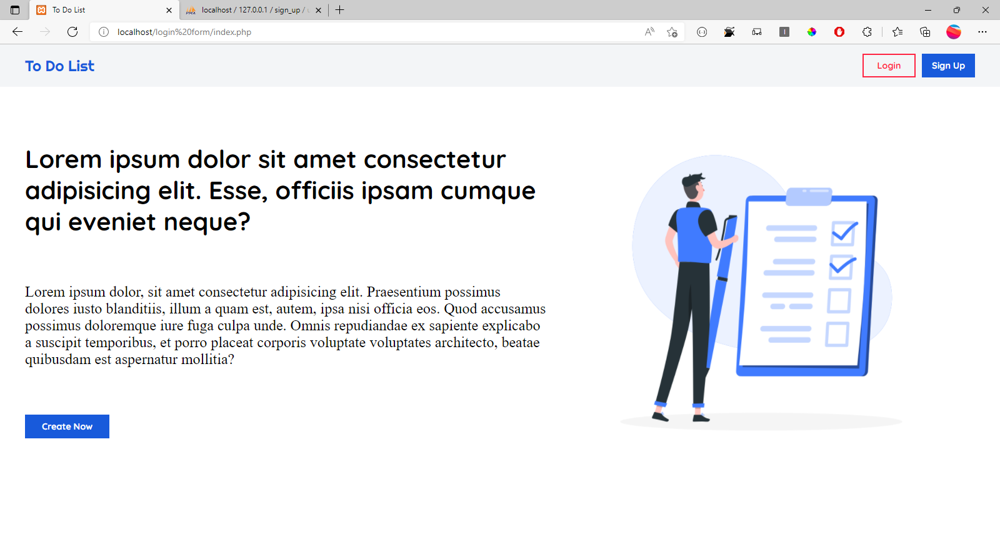 To Do List
localhost / 127.0.0.1 / sign_up /
localhost/login%20form/index.php
To Do List
Login
Sign Up
Lorem ipsum dolor sit amet consectetur
adipisicing elit. Esse, officiis ipsam cumque
qui eveniet neque?
Lorem ipsum dolor, sit amet consectetur adipisicing elit. Praesentium possimus
dolores iusto blanditiis, illum a quam est, autem, ipsa nisi officia eos. Quod accusamus
possimus doloremque iure fuga culpa unde. Omnis repudiandae ex sapiente explicabo
a suscipit temporibus, et porro placeat corporis voluptate voluptates architecto, beatae
quibusdam est aspernatur mollitia?
Create Now